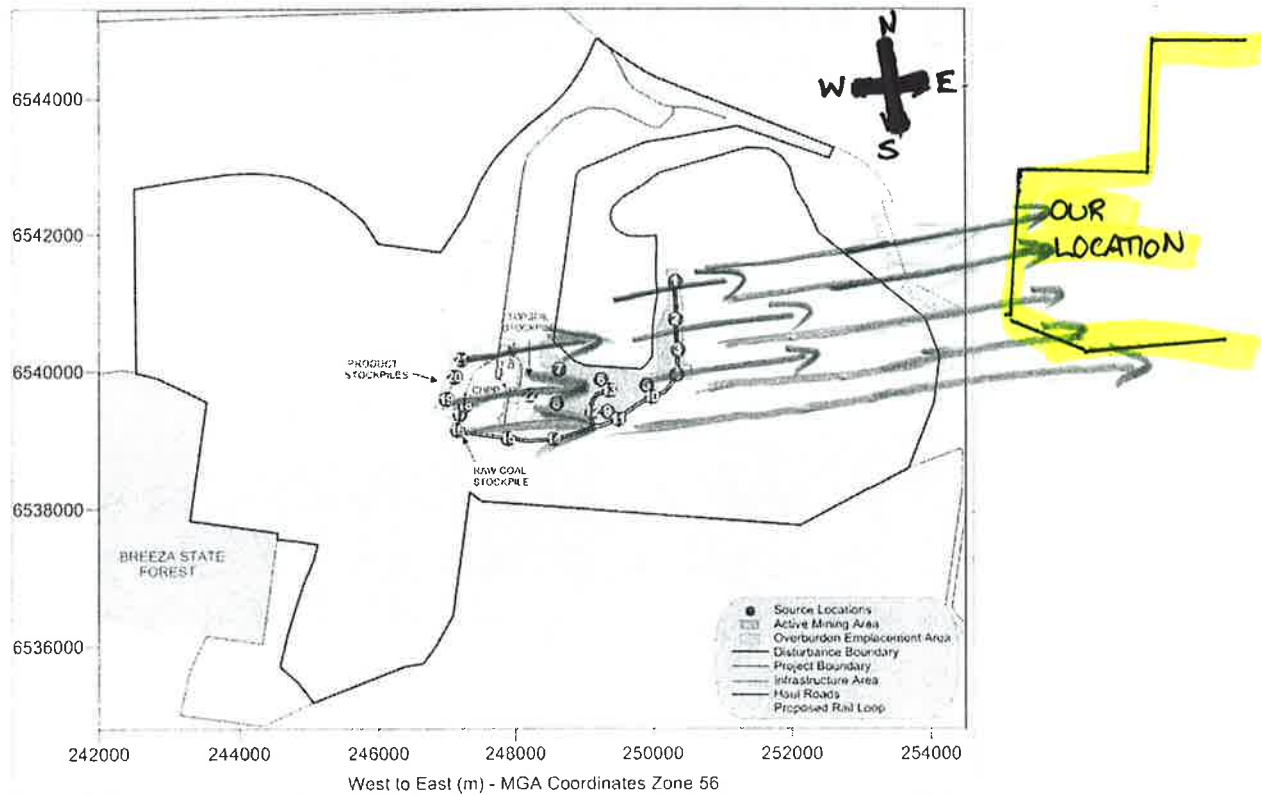 N
W E
S
6544000
6542000
6540000
6538000
6536000
OUR
LOCATION
PRODUCT
STOCKPILES
CHPP
RAW COAL
STOCKPILE
BREEZA STATE
FOREST
Source Locations
Active Mining Area
Overburden Emplacement Area
Disturbance Boundary
Project Boundary
Infrastructure Area
Haul Roads
Proposed Rail Loop
242000 244000 246000 248000 250000 252000 254000
West to East (m) - MGA Coordinates Zone 56